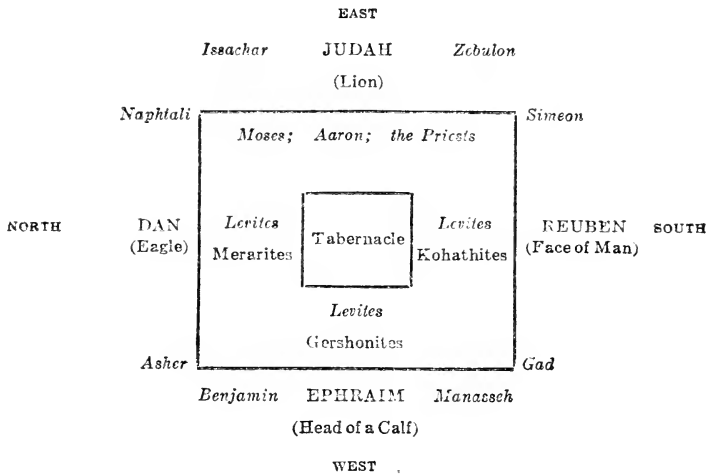 EAST
Issachar JUDAH Zebulon
(Lion)
Naphtali Simeon
Moses; Aaron; the Priests
NORTH DAN Levites Tabernacle Levites REUBEN SOUTH
(Eagle) Merarites Kohathites (Face of Man)
Levites
Gershonites
Asher Gad
Benjamin EPHRAIM Manasseh
(Head of a Calf)
WEST